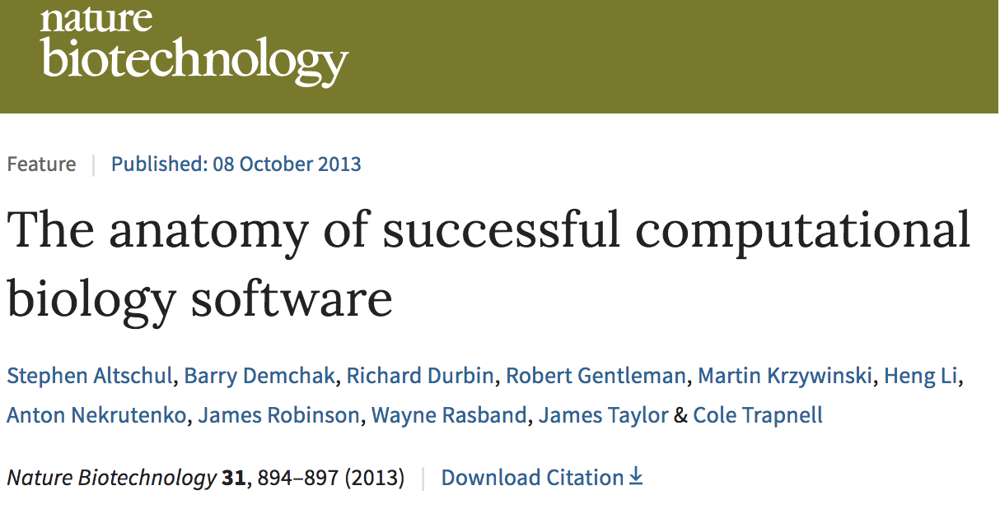 nature
biotechnology
Feature | Published: 08 October 2013
The anatomy of successful computational
biology software
Stephen Altschul, Barry Demchak, Richard Durbin, Robert Gentleman, Martin Krzywinski, Heng Li,
Anton Nekrutenko, James Robinson, Wayne Rasband, James Taylor & Cole Trapnell
Nature Biotechnology 31, 894–897 (2013) | Download Citation